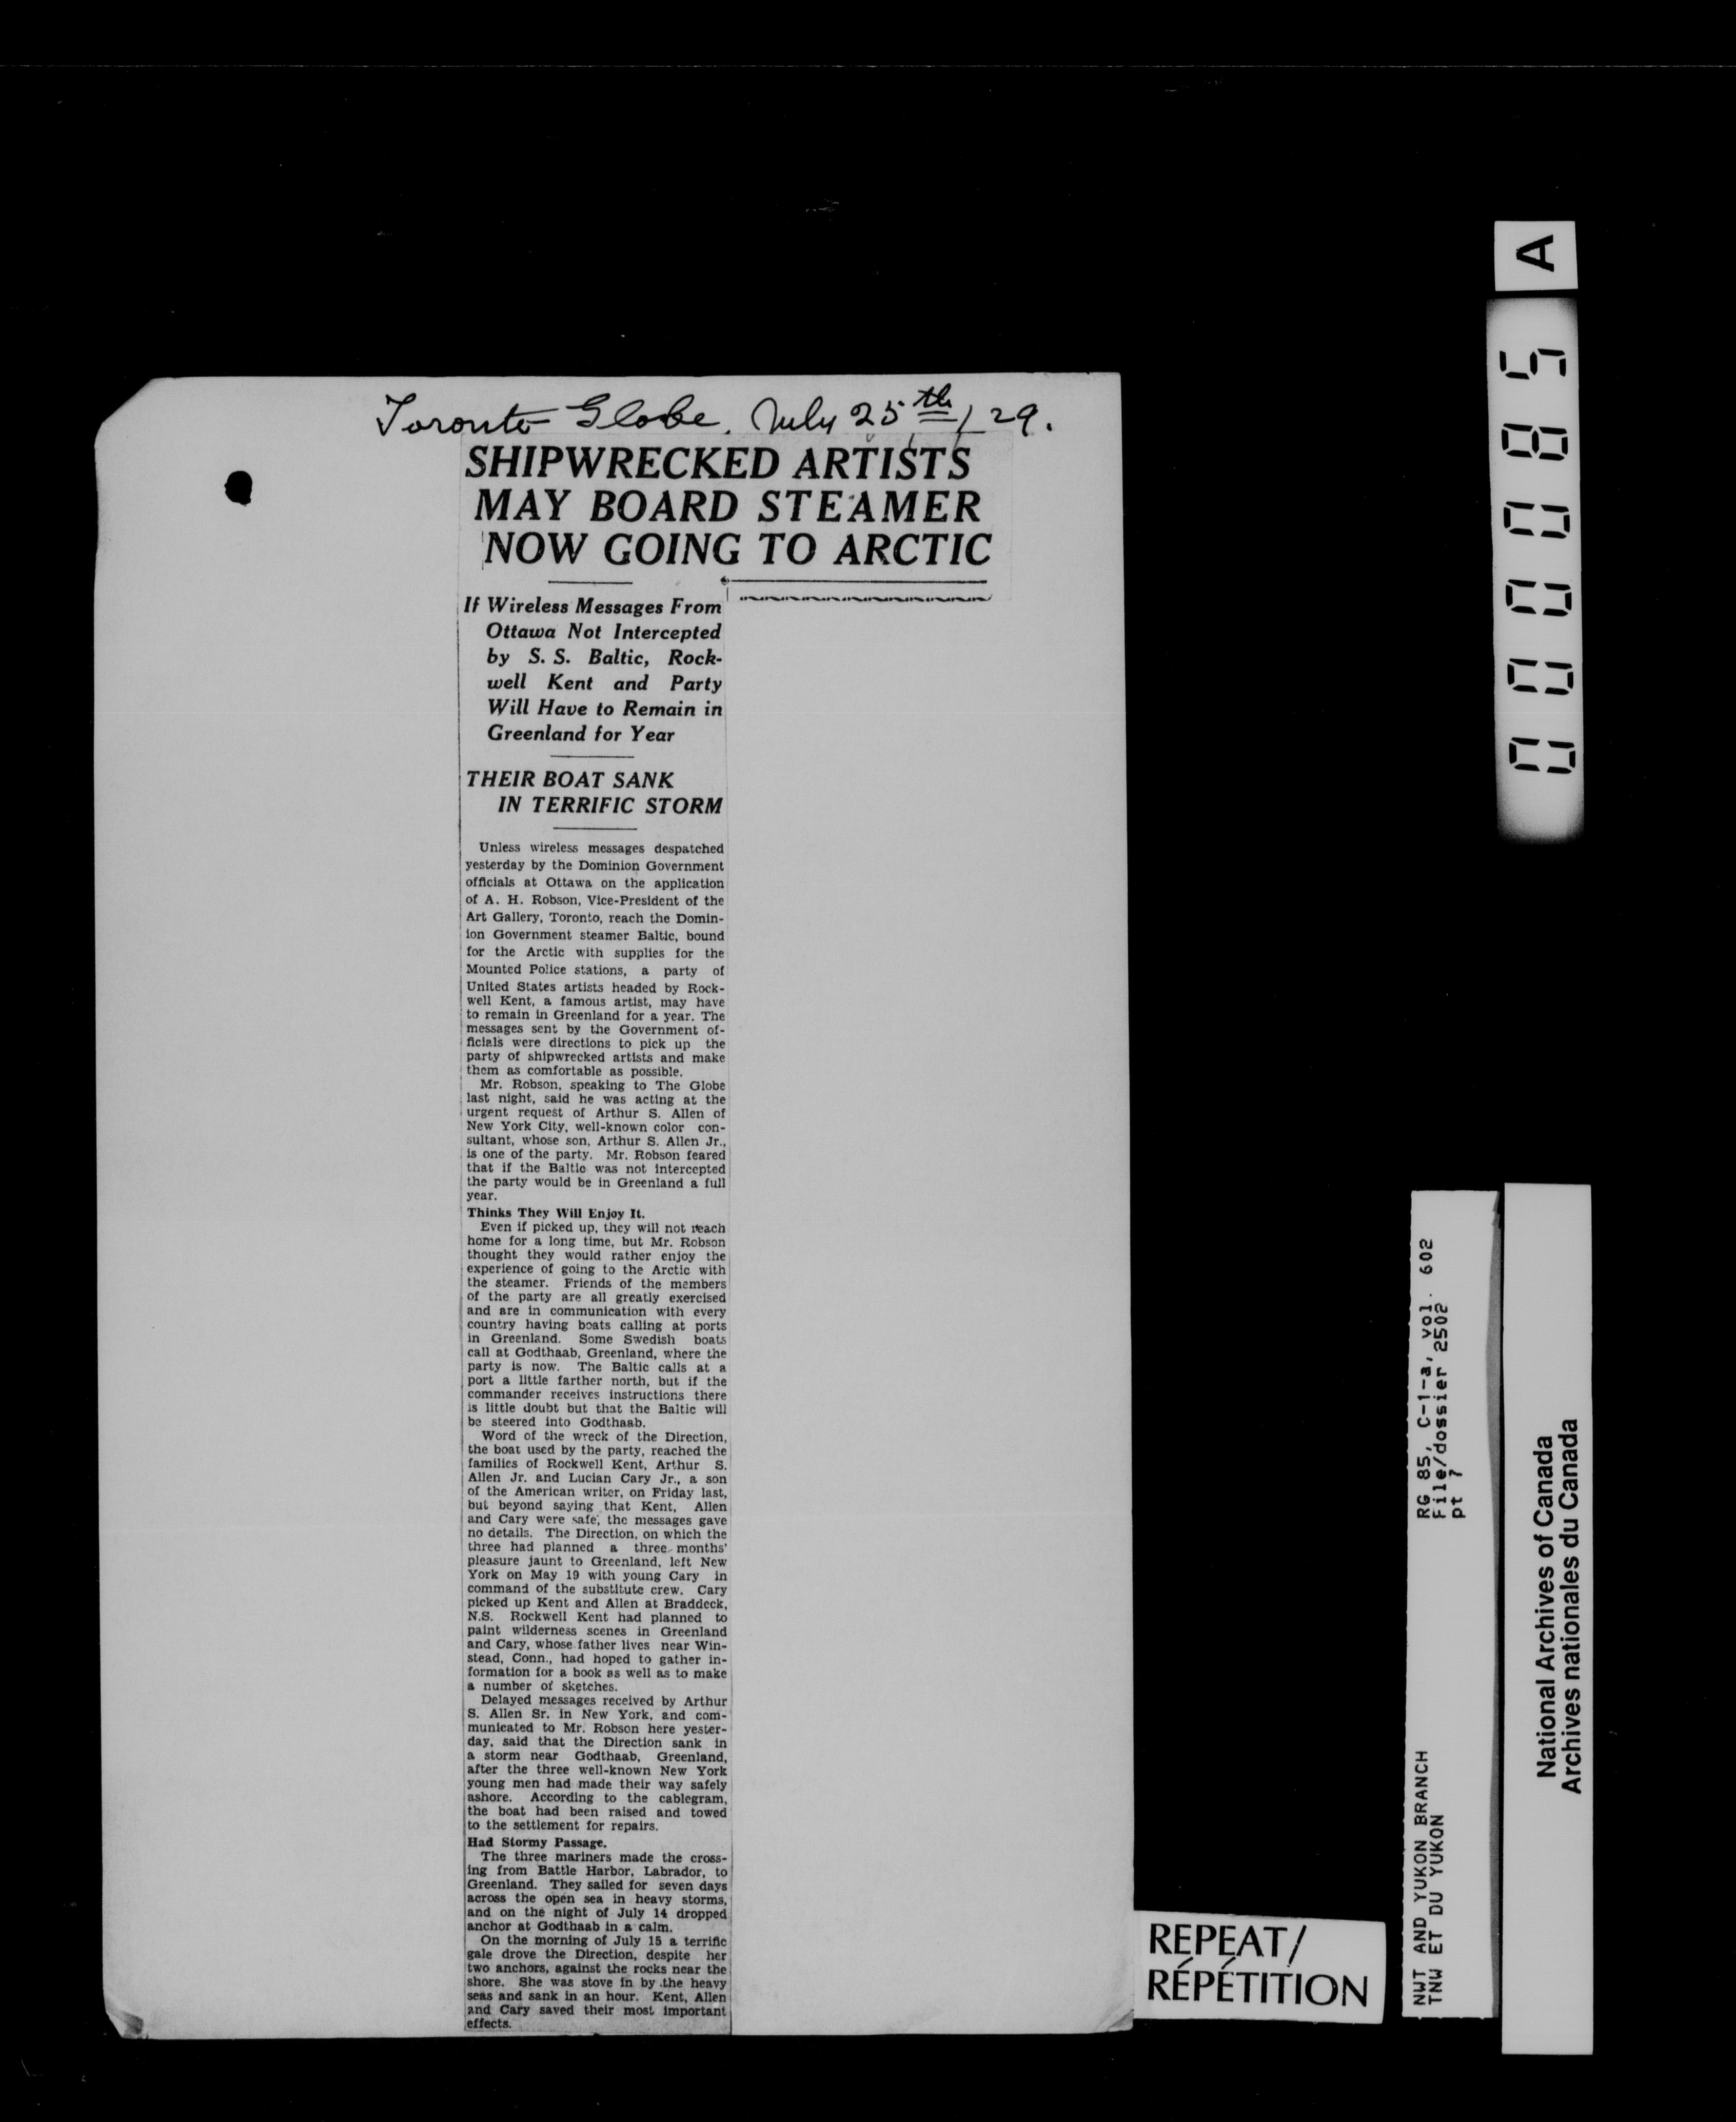 Toronto Globe. July 25th/29.
SHIPWRECKED ARTISTS
MAY BOARD STEAMER
NOW GOING TO ARCTIC
If Wireless Messages From
Ottawa Not Intercepted
by S. S. Baltic, Rock-
well Kent and Party
Will Have to Remain in
Greenland for Year
THEIR BOAT SANK
IN TERRIFIC STORM
Unless wireless messages despatched
yesterday by the Dominion Government
officials at Ottawa on the application
of A. H. Robson, Vice-President of the
Art Gallery, Toronto, reach the Domin-
ion Government steamer Baltic, bound
for the Arctic with supplies for the
Mounted Police stations, a party of
United States artists headed by Rock-
well Kent, a famous artist, may have
to remain in Greenland for a year. The
messages sent by the Government of-
ficials were directions to pick up the
party of shipwrecked artists and make
them as comfortable as possible.
Mr. Robson, speaking to The Globe
last night, said he was acting at the
urgent request of Arthur S. Allen of
New York City, well-known color con-
sultant, whose son, Arthur S. Allen Jr.,
is one of the party. Mr. Robson feared
that if the Baltic was not intercepted
the party would be in Greenland a full
year.
Thinks They Will Enjoy It.
Even if picked up, they will not reach
home for a long time, but Mr. Robson
thought they would rather enjoy the
experience of going to the Arctic with
the steamer. Friends of the members
of the party are all greatly exercised
and are in communication with every
country having boats calling at ports
in Greenland. Some Swedish boats
call at Godthaab, Greenland, where the
party is now. The Baltic calls at a
port a little farther north, but if the
commander receives instructions there
is little doubt but that the Baltic will
be steered into Godthaab.
Word of the wreck of the Direction,
the boat used by the party, reached the
families of Rockwell Kent, Arthur S.
Allen Jr. and Lucian Cary Jr., a son
of the American writer, on Friday last,
but beyond saying that Kent, Allen
and Cary were safe, the messages gave
no details. The Direction, on which the
three had planned a three months'
pleasure jaunt to Greenland, left New
York on May 19 with young Cary in
command of the substitute crew. Cary
picked up Kent and Allen at Braddeck,
N.S. Rockwell Kent had planned to
paint wilderness scenes in Greenland
and Cary, whose father lives near Win-
stead, Conn., had hoped to gather in-
formation for a book as well as to make
a number of sketches.
Delayed messages received by Arthur
S. Allen Sr. in New York, and com-
municated to Mr. Robson here yester-
day, said that the Direction sank in
a storm near Godthaab, Greenland,
after the three well-known New York
young men had made their way safely
ashore. According to the cablegram,
the boat had been raised and towed
to the settlement for repairs.
Had Stormy Passage.
The three mariners made the cross-
ing from Battle Harbor, Labrador, to
Greenland. They sailed for seven days
across the open sea in heavy storms,
and on the night of July 14 dropped
anchor at Godthaab in a calm.
On the morning of July 15 a terrific
gale drove the Direction, despite her
two anchors, against the rocks near the
shore. She was stove in by the heavy
seas and sank in an hour. Kent, Allen
and Cary saved their most important
effects.
REPEAT/
RÉPÉTITION
NWT AND YUKON BRANCH
TNW ET DU YUKON
RG 85, C-1-a, vol. 602
File/dossier 2502
pt 7
National Archives of Canada
Archives nationales du Canada
000085 A